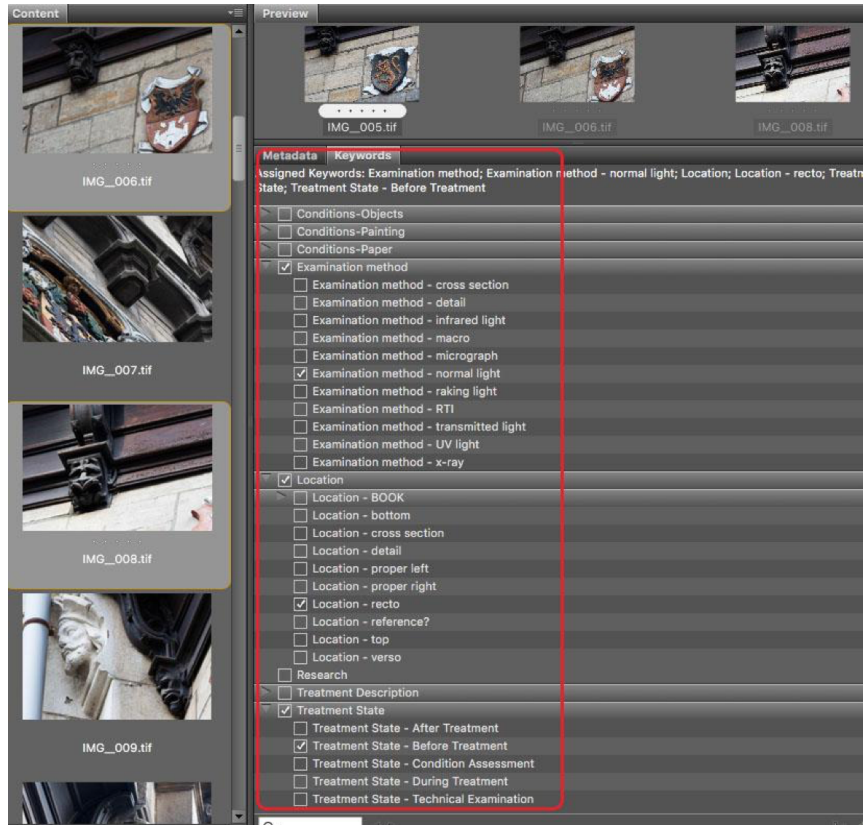 Content
IMG_006.tif
IMG_007.tif
IMG_008.tif
IMG_009.tif
Preview
IMG_005.tif
IMG_006.tif
IMG_008.tif
Metadata
Keywords
Assigned Keywords: Examination method; Examination method - normal light; Location; Location - recto; Treatm
State; Treatment State - Before Treatment
Conditions-Objects
Conditions-Painting
Conditions-Paper
Examination method
Examination method - cross section
Examination method - detail
Examination method - infrared light
Examination method - macro
Examination method - micrograph
Examination method - normal light
Examination method - raking light
Examination method - RTI
Examination method - transmitted light
Examination method - UV light
Examination method - x-ray
Location
Location - BOOK
Location - bottom
Location - cross section
Location - detail
Location - proper left
Location - proper right
Location - recto
Location - reference?
Location - top
Location - verso
Research
Treatment Description
Treatment State
Treatment State - After Treatment
Treatment State - Before Treatment
Treatment State - Condition Assessment
Treatment State - During Treatment
Treatment State - Technical Examination